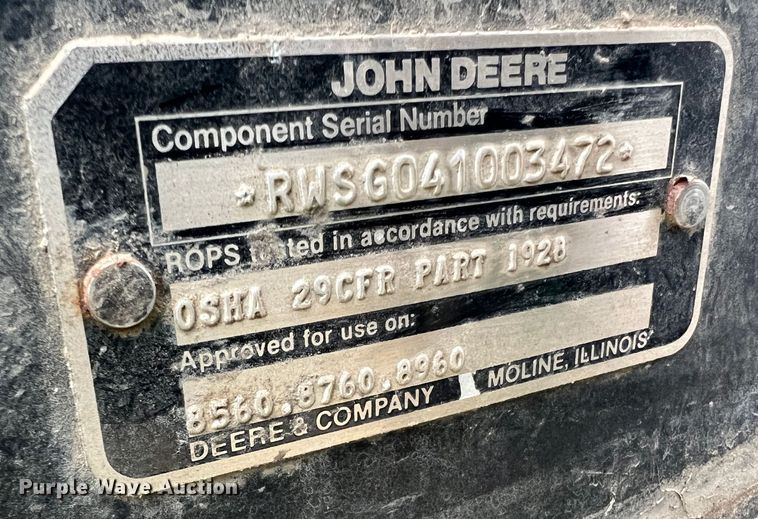 JOHN DEERE
Component Serial Number
*RWSG041003472*
ROPS tested in accordance with requirements:
OSHA 29CFR PART 1928
Approved for use on:
8560.8760.8960
DEERE & COMPANY MOLINE, ILLINOIS
Purple Wave Auction